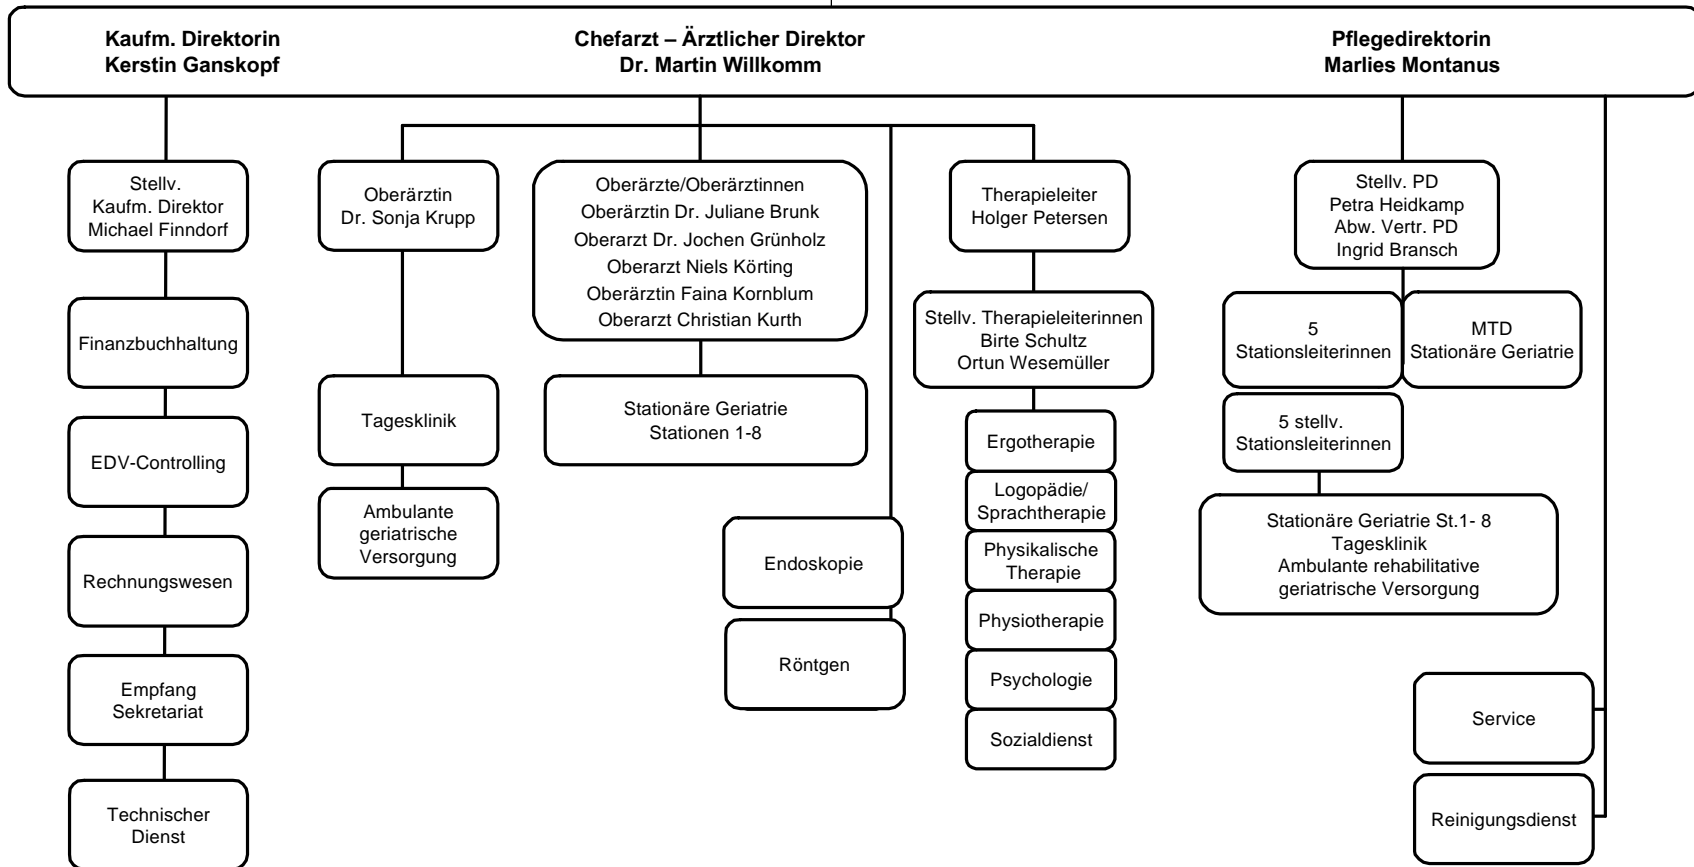 Kaufm. Direktorin
Kerstin Ganskopf
Chefarzt – Ärztlicher Direktor
Dr. Martin Willkomm
Pflegedirektorin
Marlies Montanus
Stellv.
Kaufm. Direktor
Michael Finndorf
Finanzbuchhaltung
EDV-Controlling
Rechnungswesen
Empfang
Sekretariat
Technischer
Dienst
Oberärztin
Dr. Sonja Krupp
Tagesklinik
Ambulante
geriatrische
Versorgung
Oberärzte/Oberärztinnen
Oberärztin Dr. Juliane Brunk
Oberarzt Dr. Jochen Grünholz
Oberarzt Niels Körting
Oberärztin Faina Kornblum
Oberarzt Christian Kurth
Stationäre Geriatrie
Stationen 1-8
Endoskopie
Röntgen
Therapieleiter
Holger Petersen
Stellv. Therapieleiterinnen
Birte Schultz
Ortun Wesemüller
Ergotherapie
Logopädie/
Sprachtherapie
Physikalische
Therapie
Physiotherapie
Psychologie
Sozialdienst
Stellv. PD
Petra Heidkamp
Abw. Vertr. PD
Ingrid Bransch
5
Stationsleiterinnen
MTD
Stationäre Geriatrie
5 stellv.
Stationsleiterinnen
Stationäre Geriatrie St.1- 8
Tagesklinik
Ambulante rehabilitative
geriatrische Versorgung
Service
Reinigungsdienst